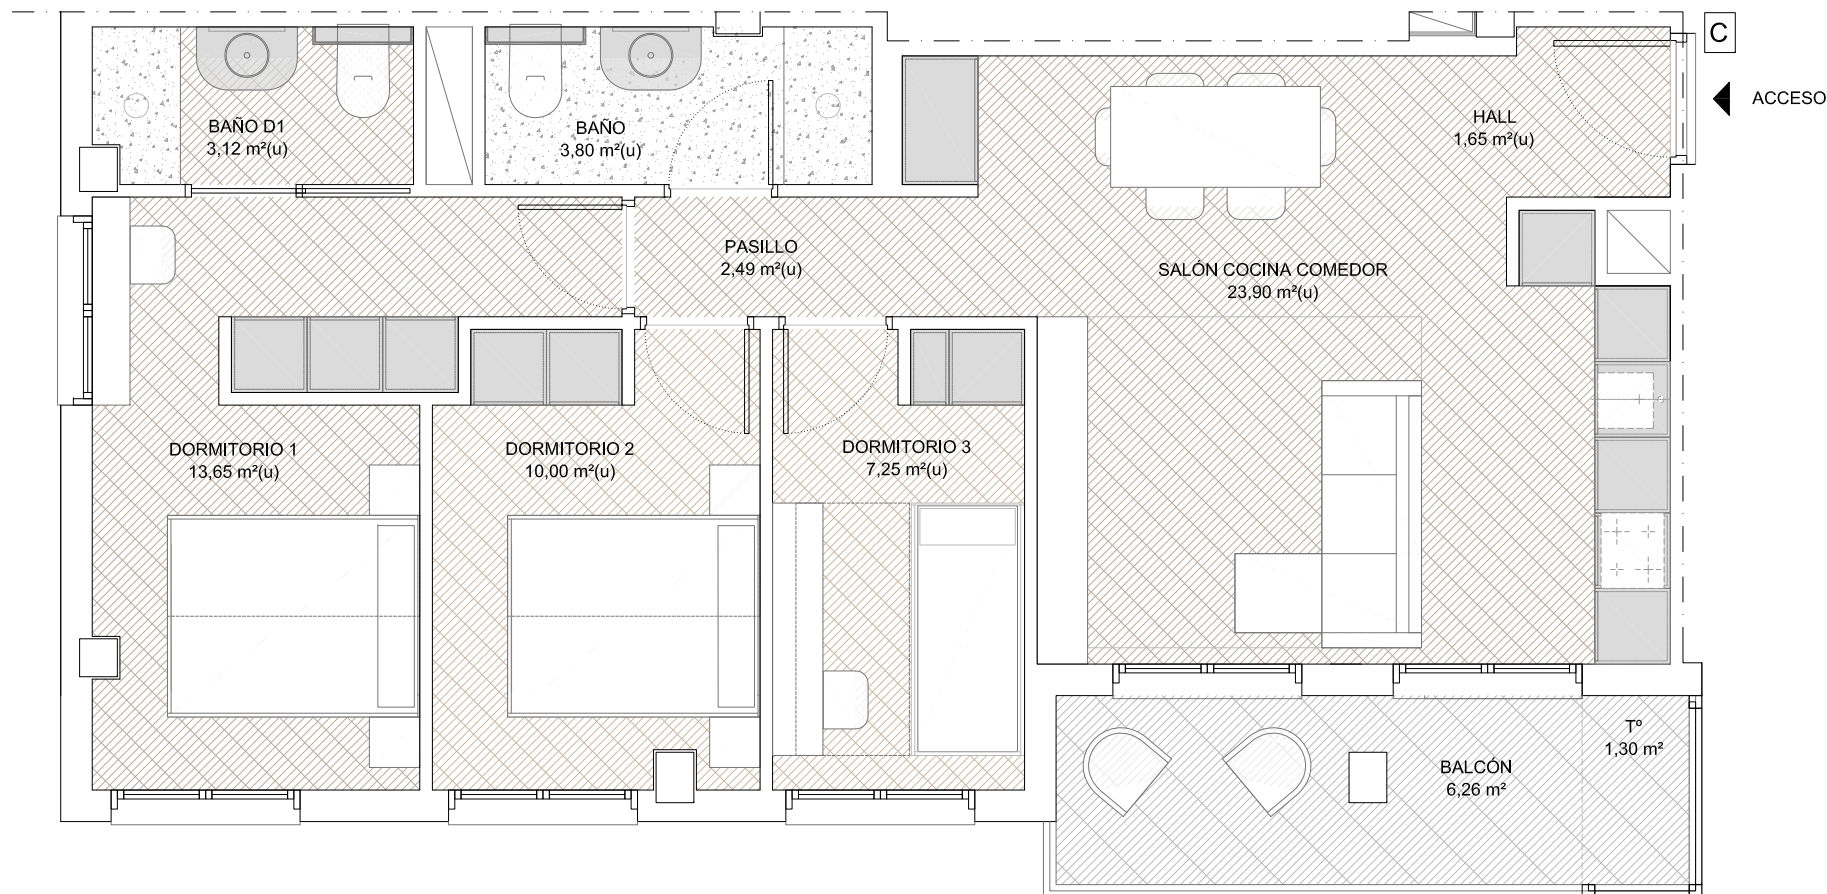 C
ACCESO
BAÑO D1
3,12 m²(u)
BAÑO
3,80 m²(u)
HALL
1,65 m²(u)
PASILLO
2,49 m²(u)
SALÓN COCINA COMEDOR
23,90 m²(u)
DORMITORIO 1
13,65 m²(u)
DORMITORIO 2
10,00 m²(u)
DORMITORIO 3
7,25 m²(u)
Tº
1,30 m²
BALCÓN
6,26 m²